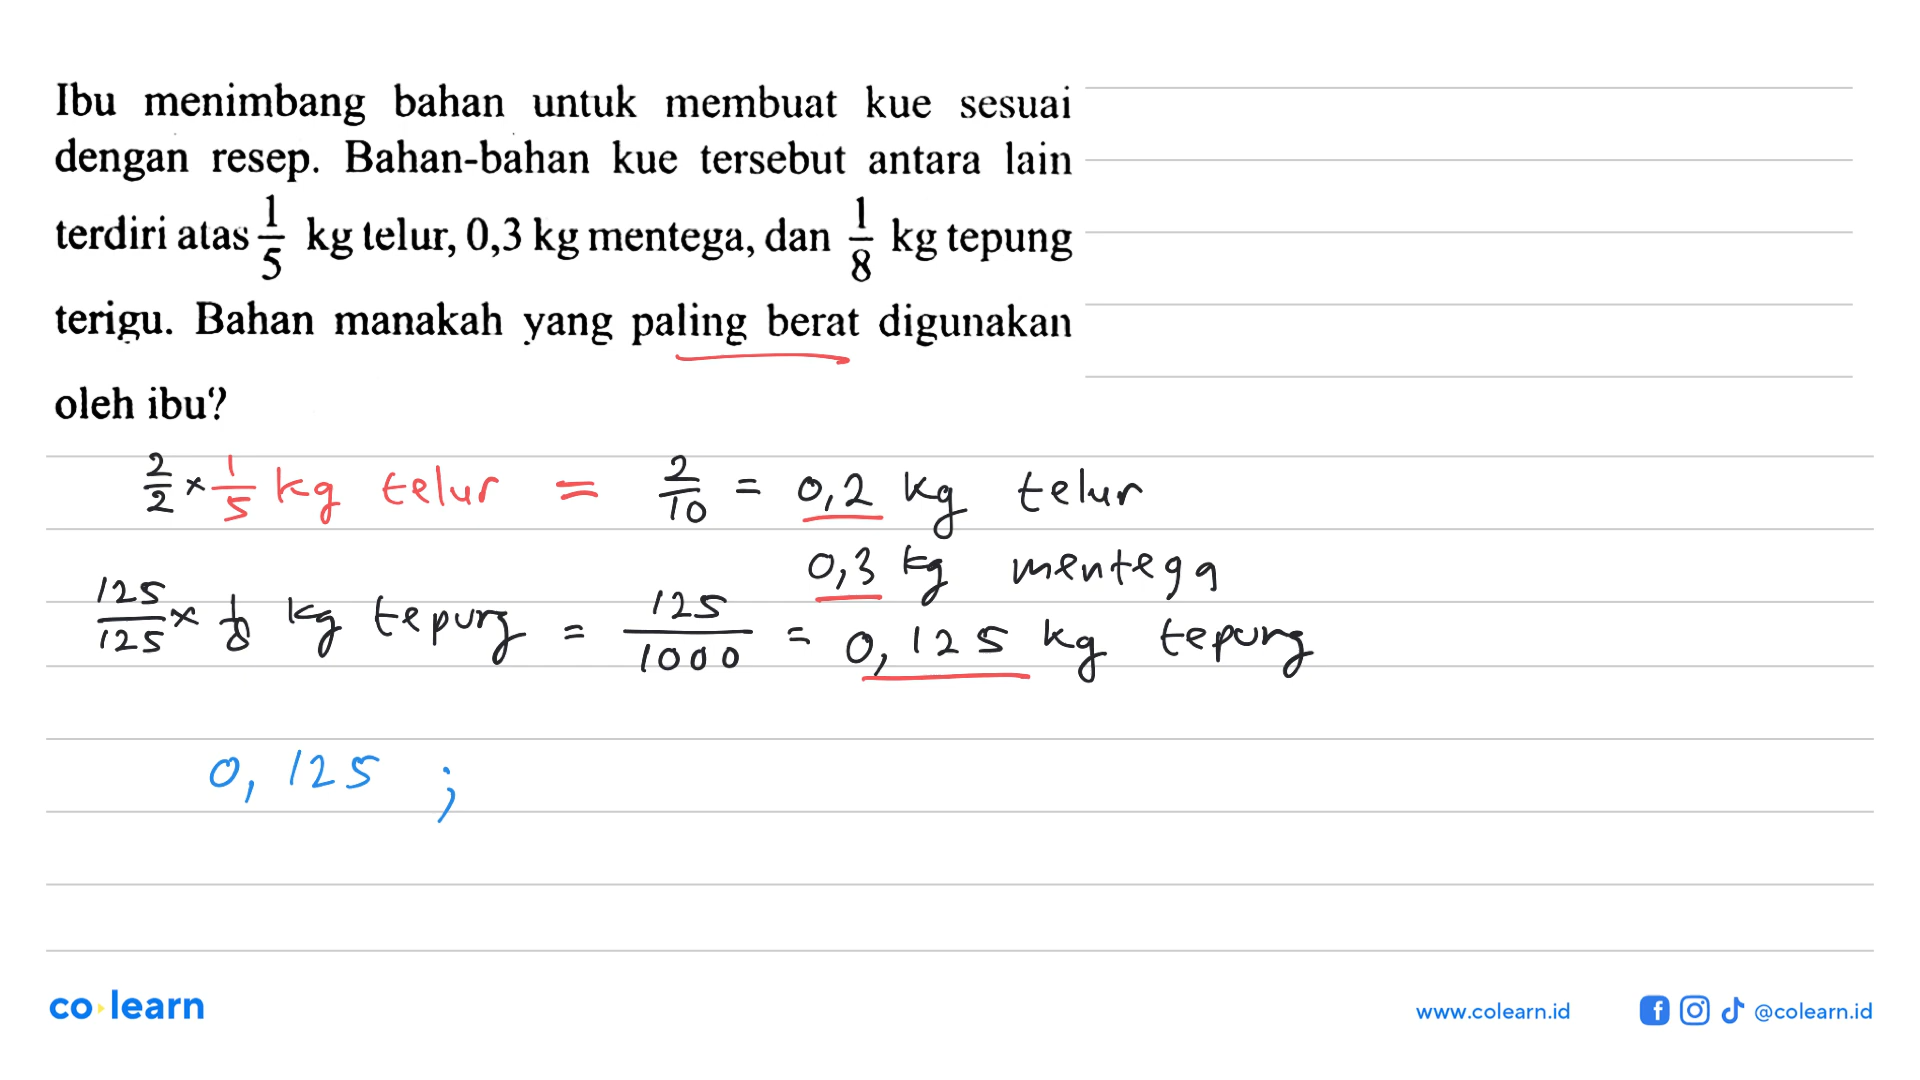 Ibu menimbang bahan untuk membuat kue sesuai
dengan resep. Bahan-bahan kue tersebut antara lain
terdiri atas 1/5 kg telur, 0,3 kg mentega, dan 1/8 kg tepung
terigu. Bahan manakah yang paling berat digunakan
oleh ibu?
2/2 × 1/5 kg telur = 2/10 = 0,2 kg telur
0,3 kg mentega
125/125 × 1/8 kg tepung = 125/1000 = 0,125 kg tepung
0,125 ;
co learn
www.colearn.id @colearn.id